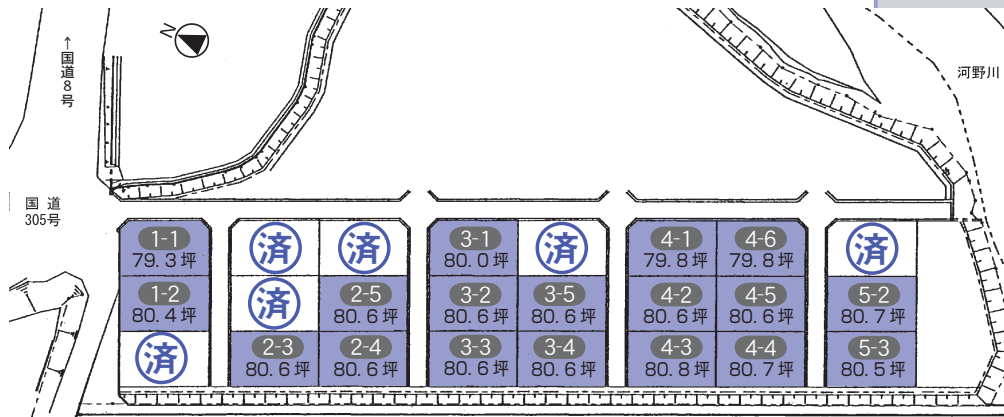 N
↑国道8号
河野川
国道
305号
1-1
79.3坪
1-2
80.4坪
済
済
済
済
2-5
80.6坪
2-3
80.6坪
2-4
80.6坪
3-1
80.0坪
済
3-2
80.6坪
3-5
80.6坪
3-3
80.6坪
3-4
80.6坪
4-1
79.8坪
4-6
79.8坪
4-2
80.6坪
4-5
80.6坪
4-3
80.8坪
4-4
80.7坪
済
5-2
80.7坪
5-3
80.5坪